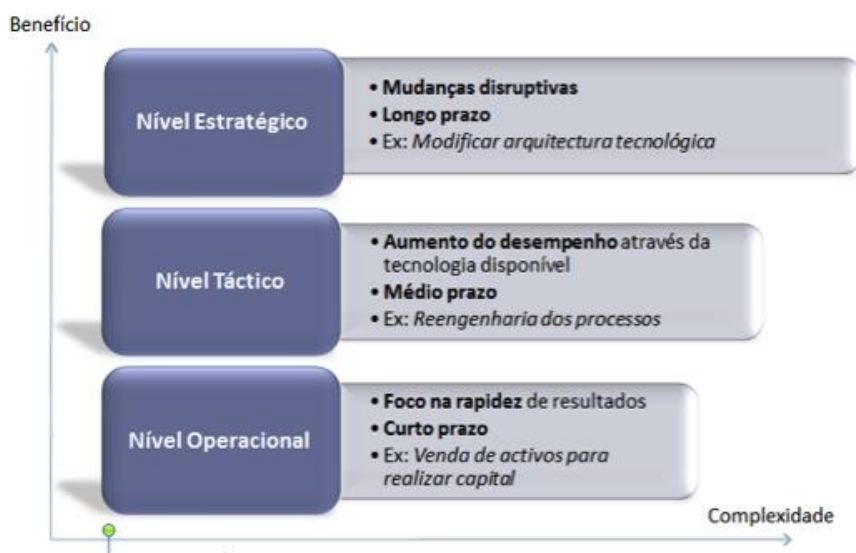 Benefício
Nível Estratégico
• Mudanças disruptivas
• Longo prazo
• Ex: Modificar arquitectura tecnológica
Nível Táctico
• Aumento do desempenho através da
tecnologia disponível
• Médio prazo
• Ex: Reengenharia dos processos
Nível Operacional
• Foco na rapidez de resultados
• Curto prazo
• Ex: Venda de activos para
realizar capital
Complexidade